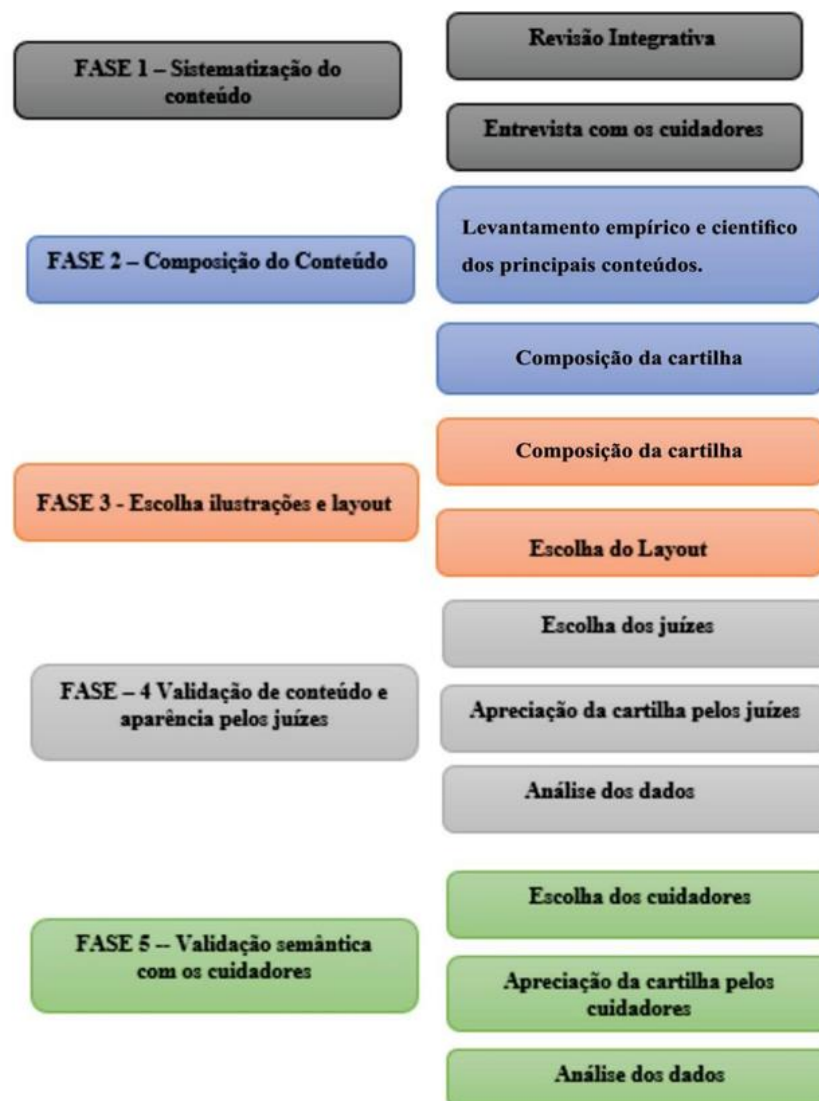 FASE 1 – Sistematização do
conteúdo
Revisão Integrativa
Entrevista com os cuidadores
FASE 2 – Composição do Conteúdo
Levantamento empírico e cientifico
dos principais conteúdos.
Composição da cartilha
FASE 3 - Escolha ilustrações e layout
Composição da cartilha
Escolha do Layout
FASE – 4 Validação de conteúdo e
aparência pelos juízes
Escolha dos juízes
Apreciação da cartilha pelos juízes
Análise dos dados
FASE 5 -- Validação semântica
com os cuidadores
Escolha dos cuidadores
Apreciação da cartilha pelos
cuidadores
Análise dos dados